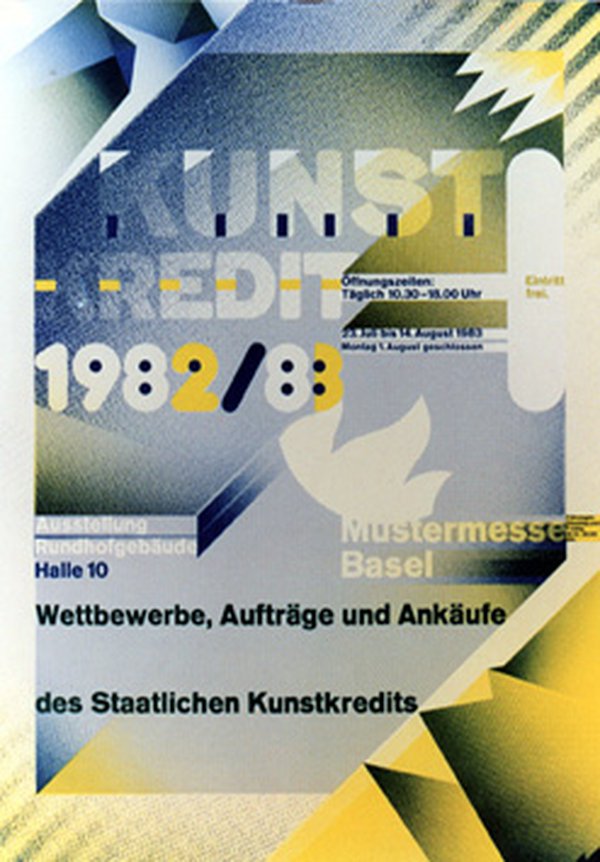 KUNST
KREDIT
1982/83
Öffnungszeiten:
Täglich 10.30–18.00 Uhr
23. Juli bis 14. August 1983
Montag 1. August geschlossen
Eintritt
frei.
Ausstellung
Rundhofgebäude
Halle 10
Mustermesse
Basel
Wettbewerbe, Aufträge und Ankäufe
des Staatlichen Kunstkredits